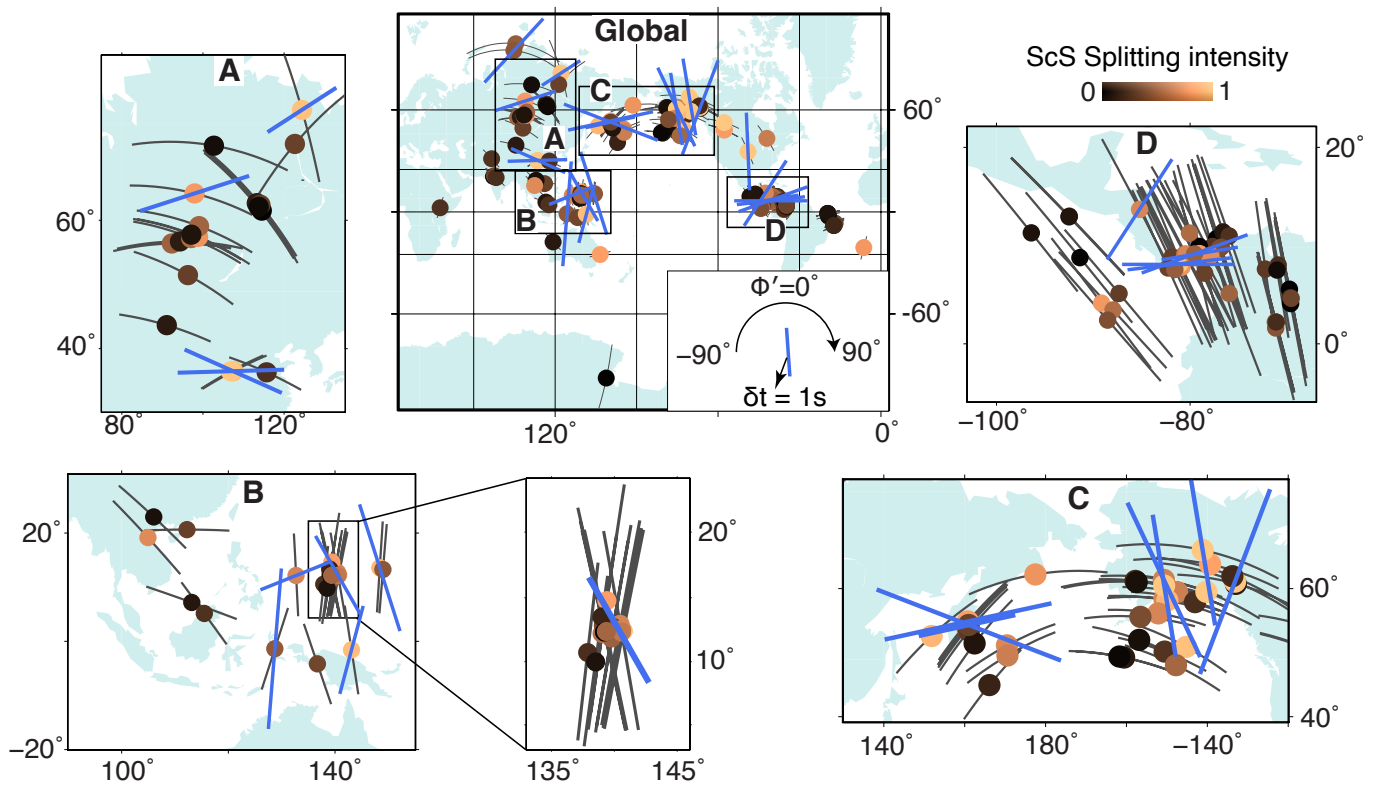 A
80˚
120˚
60˚
40˚
Global
C
A
B
D
60˚
-60˚
120˚
0˚
Φ′=0˚
−90˚
90˚
δt = 1s
ScS Splitting intensity
0
1
D
20˚
0˚
−100˚
−80˚
B
20˚
−20˚
100˚
140˚
20˚
10˚
135˚
145˚
C
60˚
40˚
140˚
180˚
−140˚